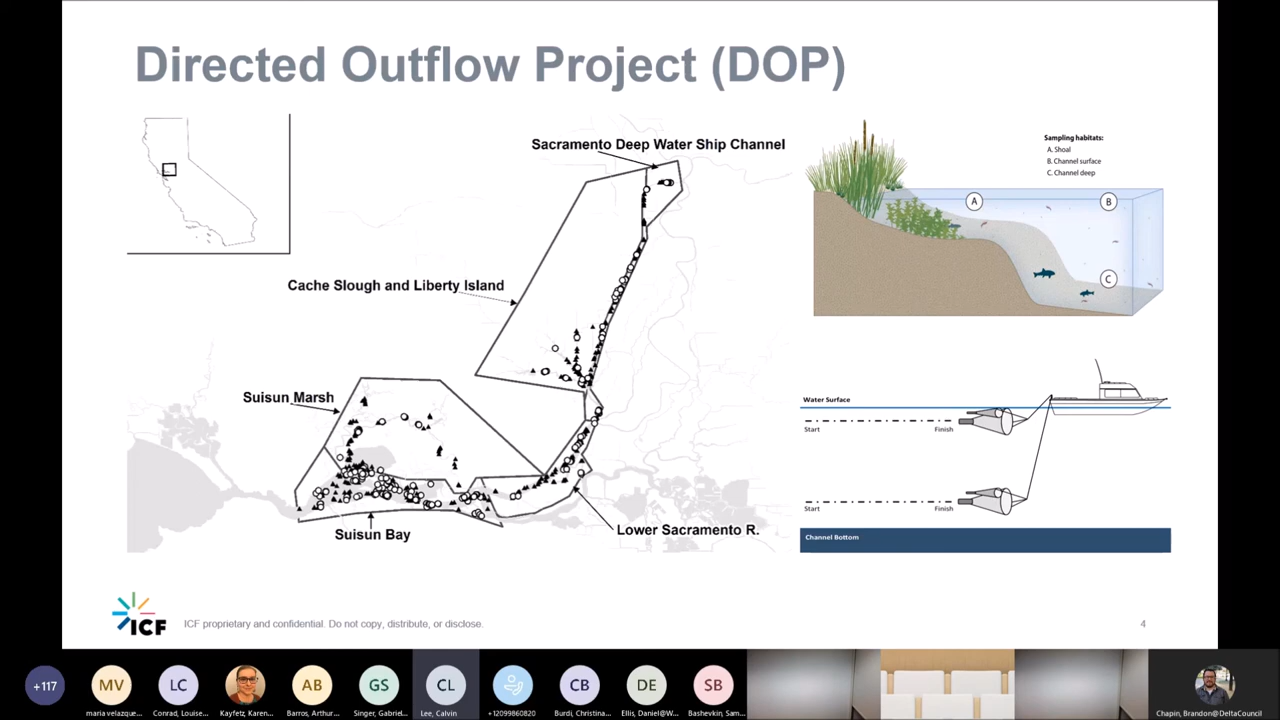 Directed Outflow Project (DOP)
Sacramento Deep Water Ship Channel
Cache Slough and Liberty Island
Suisun Marsh
Suisun Bay
Lower Sacramento R.
Sampling habitats:
A. Shoal
B. Channel surface
C. Channel deep
A
B
C
Water Surface
Start
Finish
Start
Finish
Channel Bottom
ICF
ICF proprietary and confidential. Do not copy, distribute, or disclose.
4
+117
MV
LC
AB
GS
CL
CB
DE
SB
maria velazque...
Conrad, Louise...
Kayfetz, Karen...
Barros, Arthur...
Singer, Gabriel...
Lee, Calvin
+12099860820
Burdi, Christina...
Ellis, Daniel@W...
Bashevkin, Sam...
Chapin, Brandon@DeltaCouncil